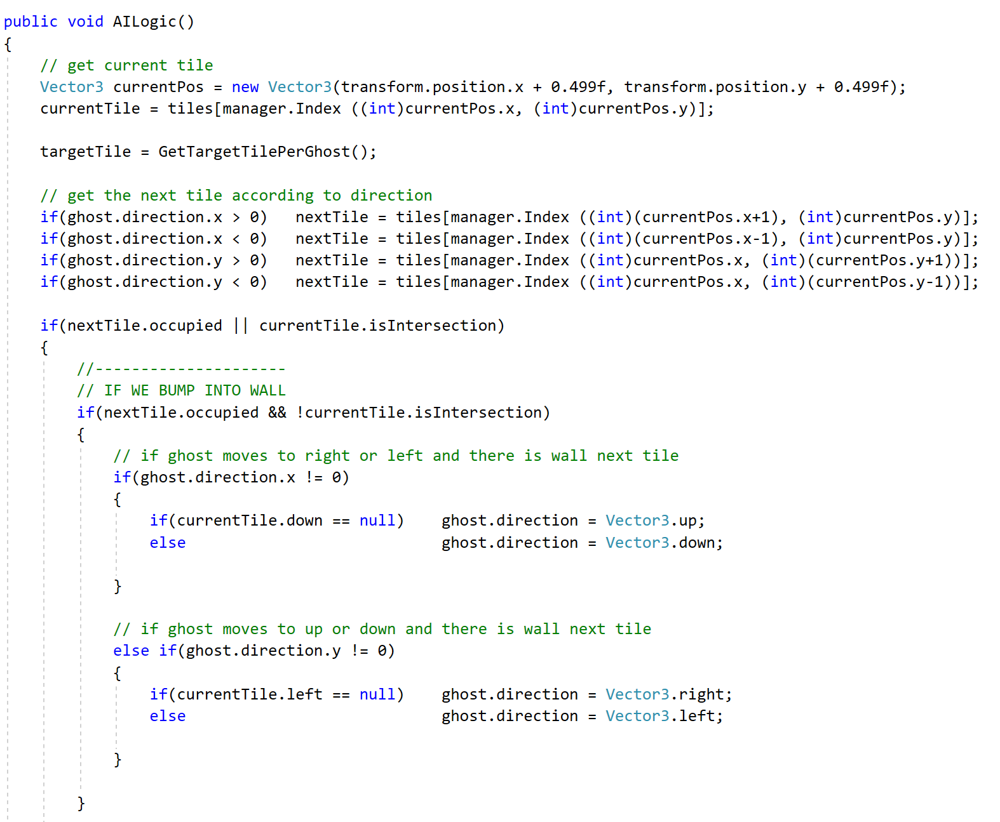 public void AILogic()
{
    // get current tile
    Vector3 currentPos = new Vector3(transform.position.x + 0.499f, transform.position.y + 0.499f);
    currentTile = tiles[manager.Index ((int)currentPos.x, (int)currentPos.y)];

    targetTile = GetTargetTilePerGhost();

    // get the next tile according to direction
    if(ghost.direction.x > 0)   nextTile = tiles[manager.Index ((int)(currentPos.x+1), (int)currentPos.y)];
    if(ghost.direction.x < 0)   nextTile = tiles[manager.Index ((int)(currentPos.x-1), (int)currentPos.y)];
    if(ghost.direction.y > 0)   nextTile = tiles[manager.Index ((int)currentPos.x, (int)(currentPos.y+1))];
    if(ghost.direction.y < 0)   nextTile = tiles[manager.Index ((int)currentPos.x, (int)(currentPos.y-1))];

    if(nextTile.occupied || currentTile.isIntersection)
    {
        //---------------------
        // IF WE BUMP INTO WALL
        if(nextTile.occupied && !currentTile.isIntersection)
        {
            // if ghost moves to right or left and there is wall next tile
            if(ghost.direction.x != 0)
            {
                if(currentTile.down == null)    ghost.direction = Vector3.up;
                else                            ghost.direction = Vector3.down;

            }

            // if ghost moves to up or down and there is wall next tile
            else if(ghost.direction.y != 0)
            {
                if(currentTile.left == null)    ghost.direction = Vector3.right;
                else                            ghost.direction = Vector3.left;

            }

        }